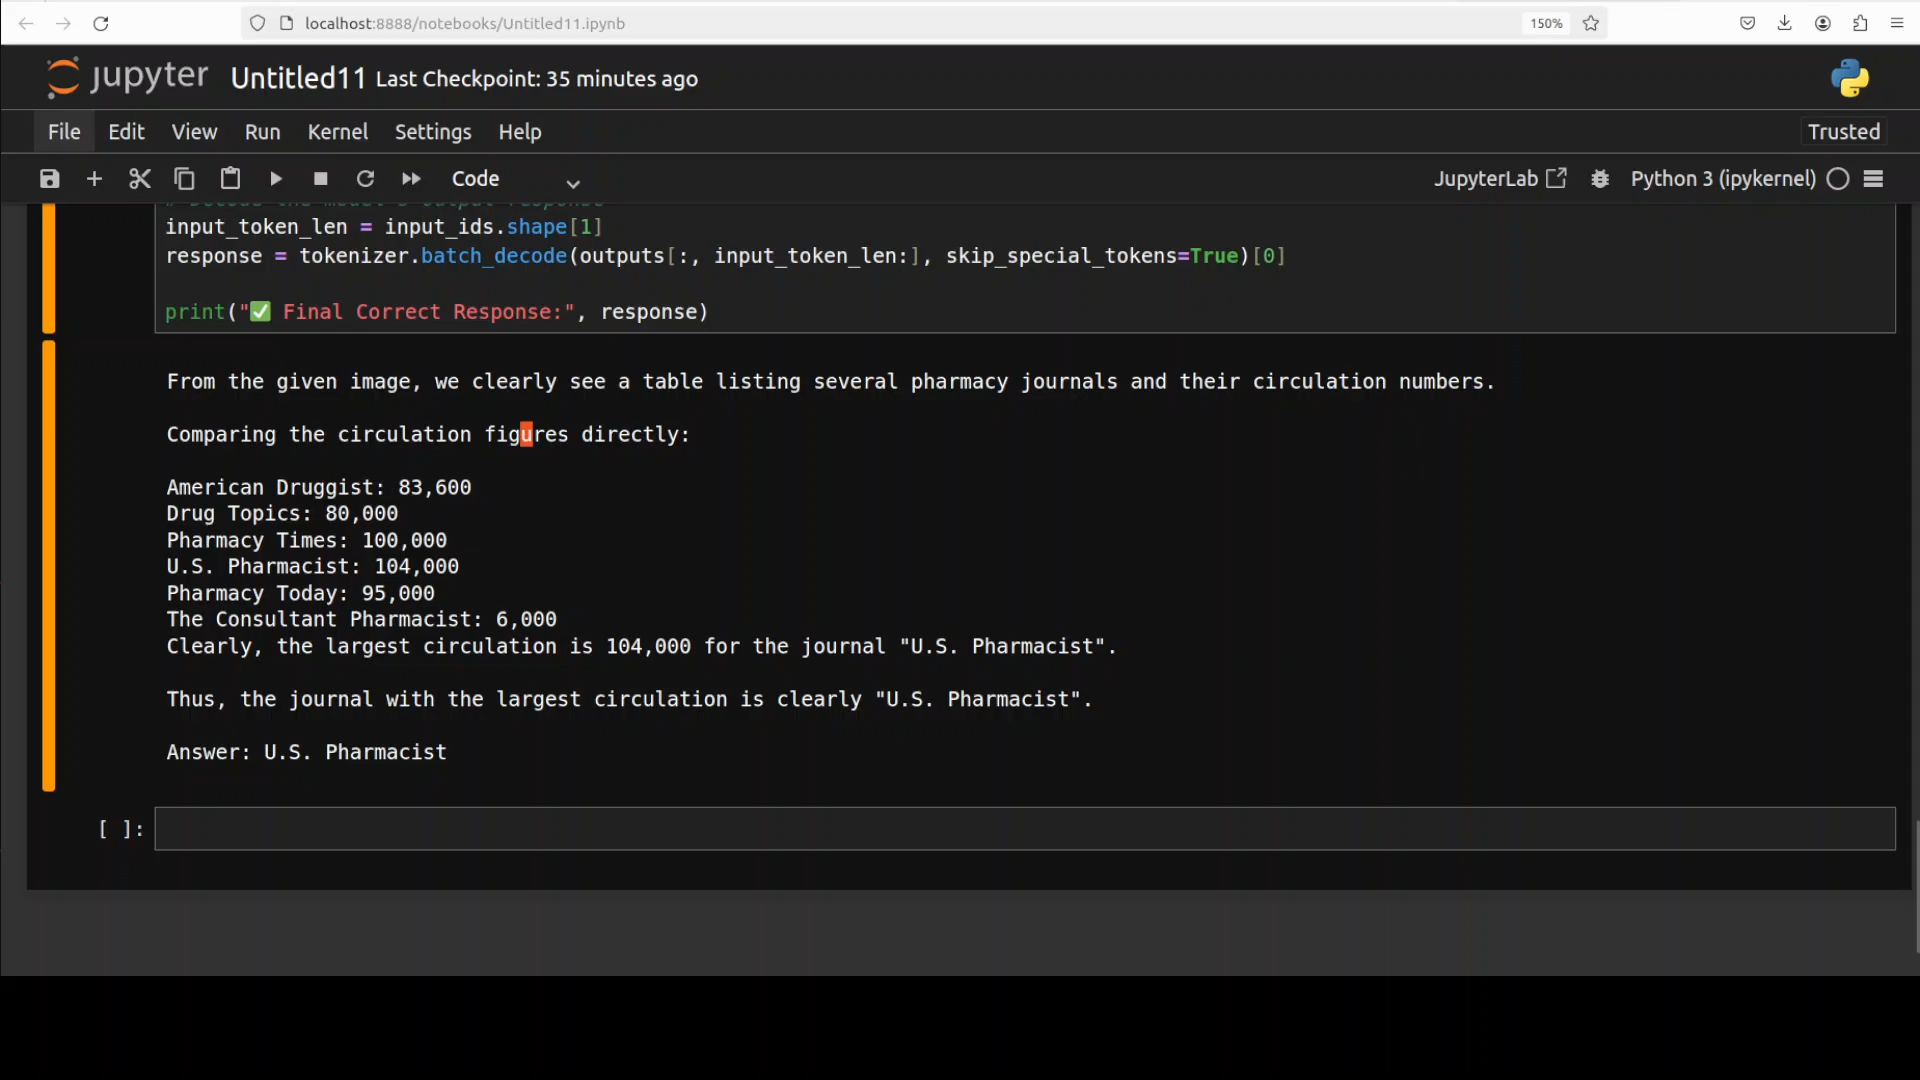 localhost:8888/notebooks/Untitled11.ipynb
150%
jupyter Untitled11 Last Checkpoint: 35 minutes ago
File Edit View Run Kernel Settings Help
Trusted
Code
JupyterLab
Python 3 (ipykernel)
input_token_len = input_ids.shape[1]
response = tokenizer.batch_decode(outputs[:, input_token_len:], skip_special_tokens=True)[0]
print("✅ Final Correct Response:", response)
From the given image, we clearly see a table listing several pharmacy journals and their circulation numbers.
Comparing the circulation figures directly:
American Druggist: 83,600
Drug Topics: 80,000
Pharmacy Times: 100,000
U.S. Pharmacist: 104,000
Pharmacy Today: 95,000
The Consultant Pharmacist: 6,000
Clearly, the largest circulation is 104,000 for the journal "U.S. Pharmacist".
Thus, the journal with the largest circulation is clearly "U.S. Pharmacist".
Answer: U.S. Pharmacist
[ ]: